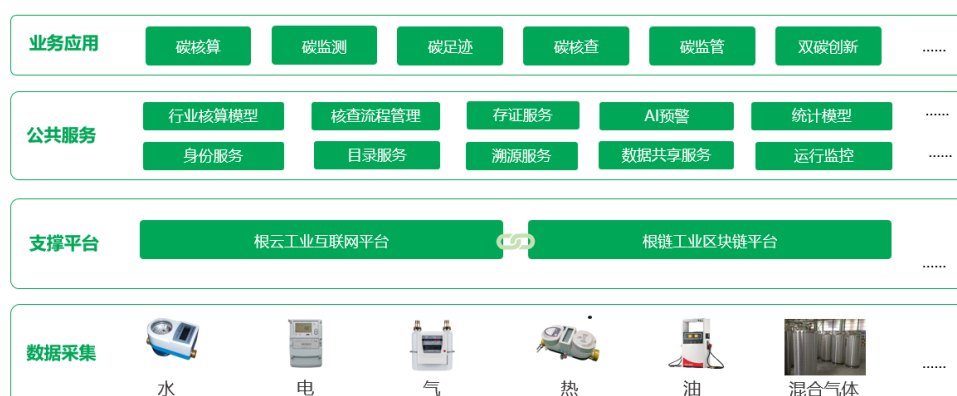 业务应用 碳核算 碳监测 碳足迹 碳核查 碳监管 双碳创新 ......
行业核算模型 核查流程管理 存证服务 AI预警 统计模型 ......
公共服务
身份服务 目录服务 溯源服务 数据共享服务 运行监控 ......
支撑平台 根云工业互联网平台 根链工业区块链平台
......
数据采集 ......
水 电 气 热 油 混合气体